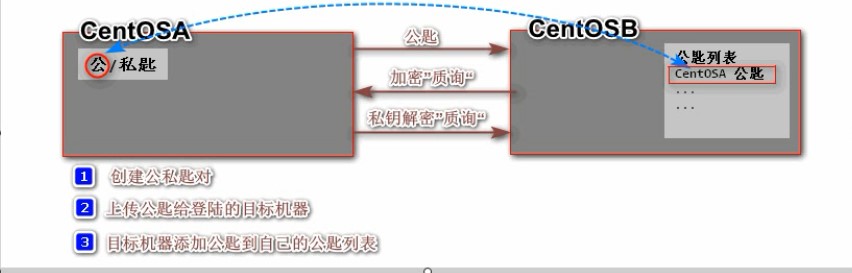 CentOSA
公/私匙
公匙
加密"质询"
私钥解密"质询"
CentOSB
公匙列表
CentOSA 公匙
...
...
1 创建公私匙对
2 上传公匙给登陆的目标机器
3 目标机器添加公匙到自己的公匙列表